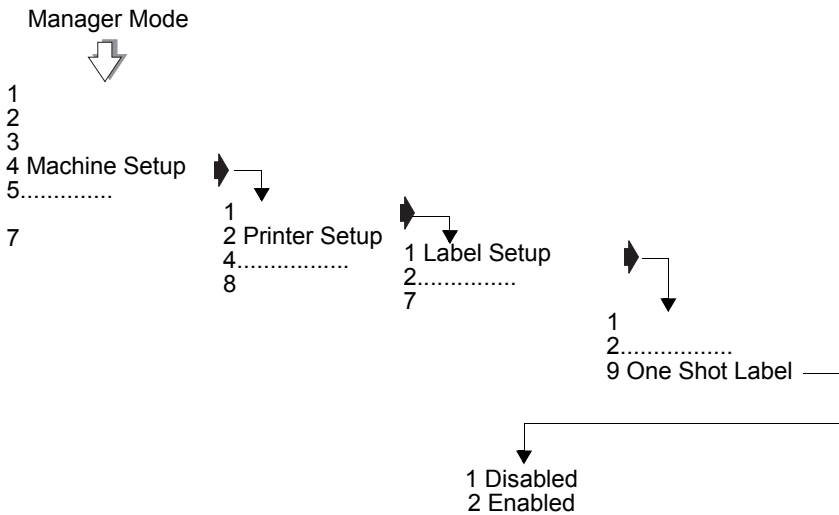 Manager Mode
1
2
3
4 Machine Setup
5..............
7
1
2 Printer Setup
4.................
8
1 Label Setup
2...............
7
1
2.................
9 One Shot Label
1 Disabled
2 Enabled